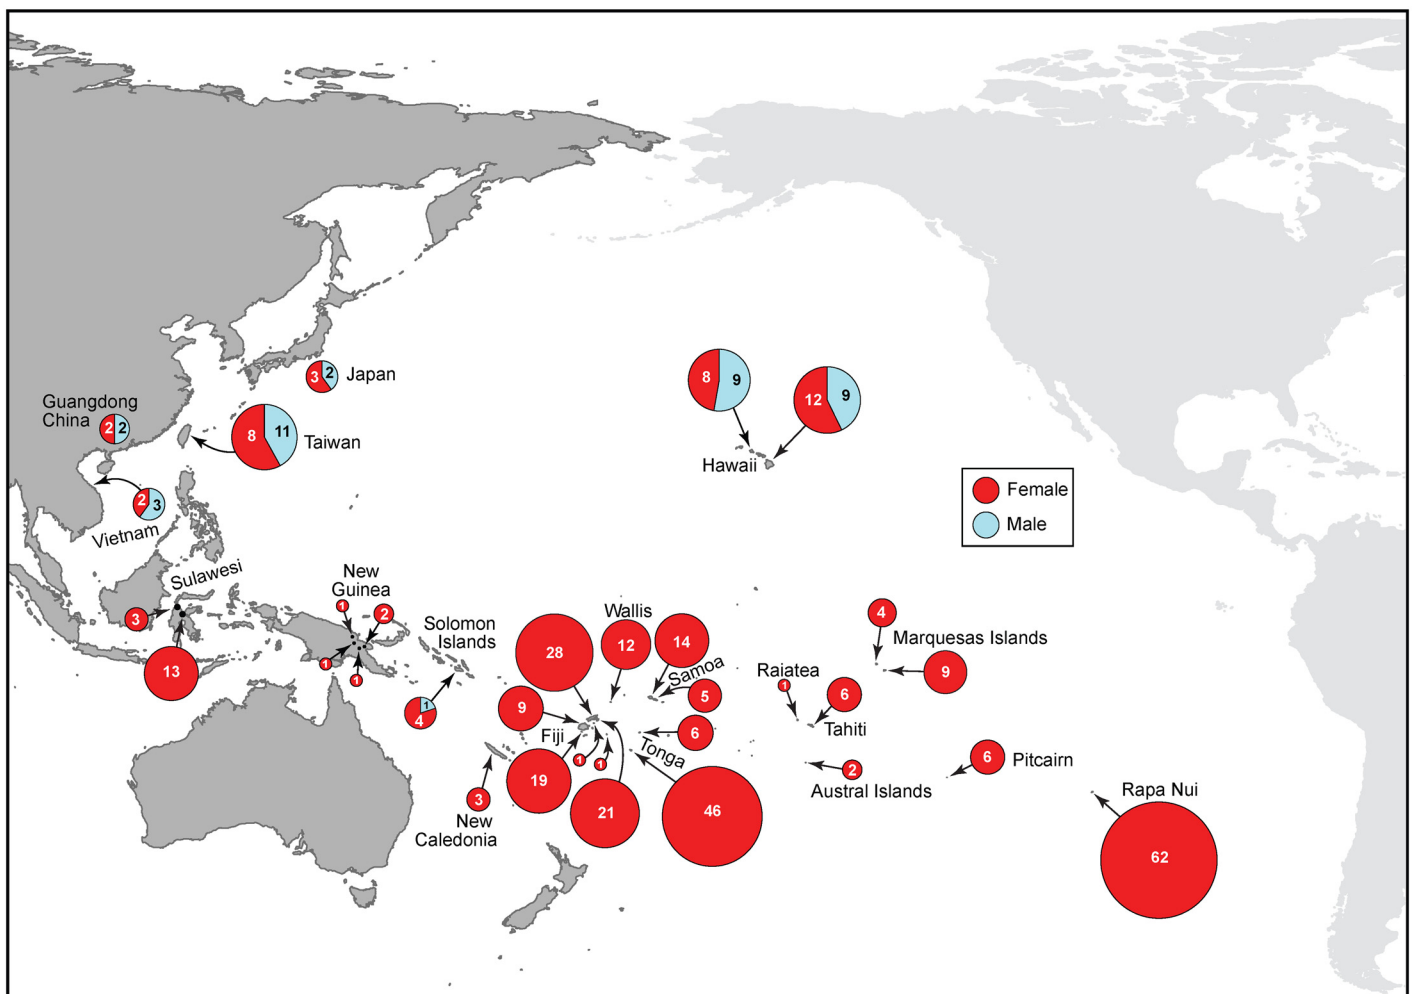 8
9
12
9
Hawaii
3
2
Japan
Guangdong
China
2
2
8
11
Taiwan
2
3
Vietnam
Female
Male
Sulawesi
3
13
New
Guinea
1
2
1
1
Solomon
Islands
1
4
Wallis
28
12
14
Samoa
5
9
Fiji
6
Tonga
19
1
1
21
46
3
New
Caledonia
4
Marquesas Islands
9
Raiatea
1
6
Tahiti
2
Austral Islands
6
Pitcairn
Rapa Nui
62